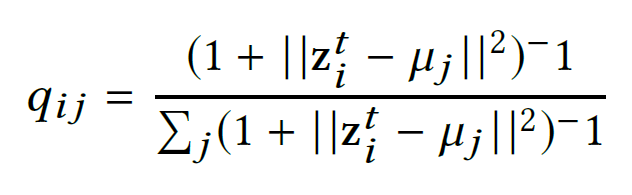 q_{ij} = \frac{(1 + ||\mathbf{z}_i^t - \mu_j||^2)^-1}{\sum_j (1 + ||\mathbf{z}_i^t - \mu_j||^2)^-1}